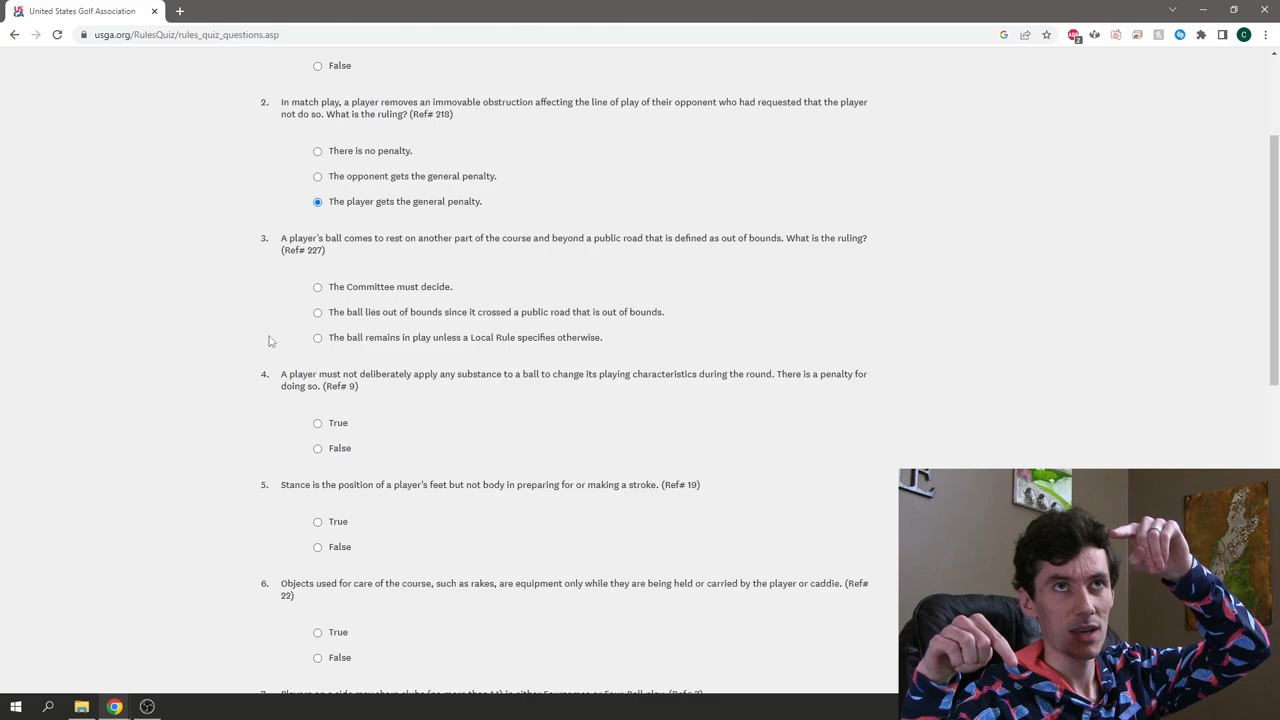 United States Golf Association
usga.org/RulesQuiz/rules_quiz_questions.asp
2
C
False
2. In match play, a player removes an immovable obstruction affecting the line of play of their opponent who had requested that the player
not do so. What is the ruling? (Ref# 218)
There is no penalty.
The opponent gets the general penalty.
The player gets the general penalty.
3. A player's ball comes to rest on another part of the course and beyond a public road that is defined as out of bounds. What is the ruling?
(Ref# 227)
The Committee must decide.
The ball lies out of bounds since it crossed a public road that is out of bounds.
The ball remains in play unless a Local Rule specifies otherwise.
4. A player must not deliberately apply any substance to a ball to change its playing characteristics during the round. There is a penalty for
doing so. (Ref# 9)
True
False
5. Stance is the position of a player's feet but not body in preparing for or making a stroke. (Ref# 19)
True
False
6. Objects used for care of the course, such as rakes, are equipment only while they are being held or carried by the player or caddie. (Ref#
22)
True
False